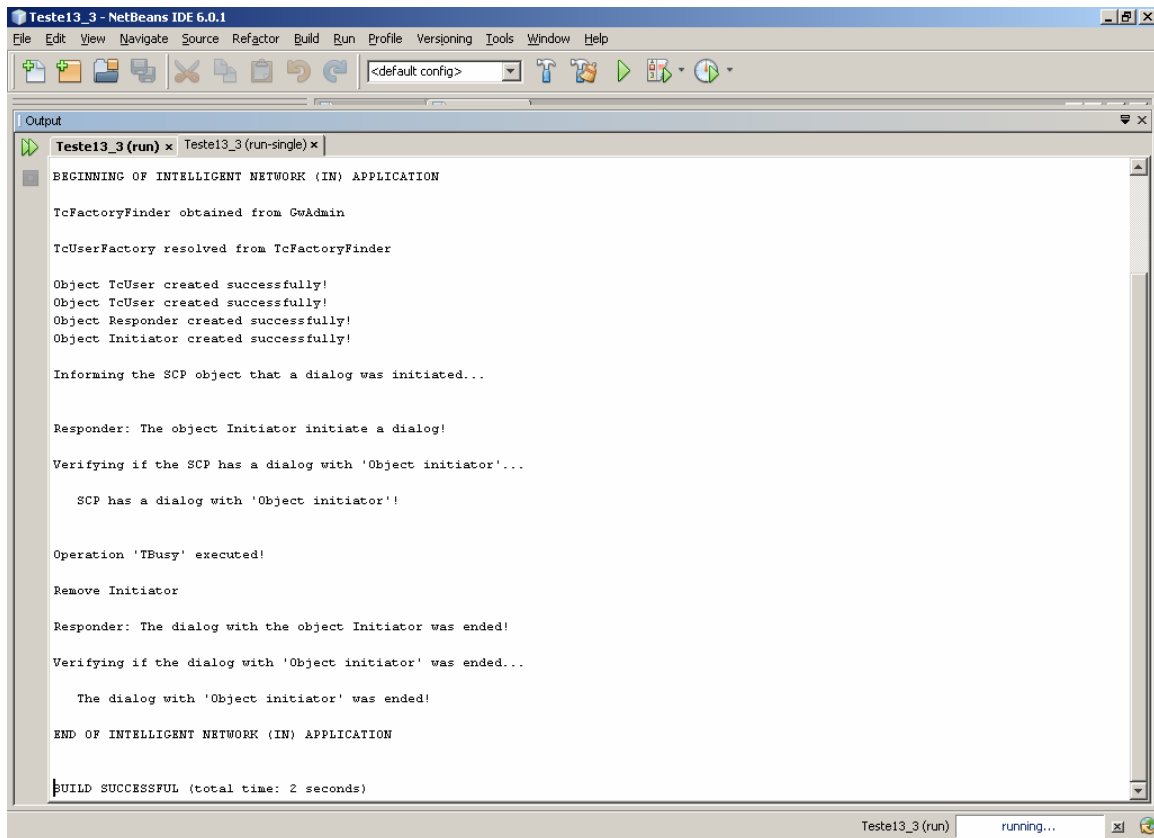 Teste13_3 - NetBeans IDE 6.0.1
File Edit View Navigate Source Refactor Build Run Profile Versioning Tools Window Help
<default config>
Output
Teste13_3 (run) × Teste13_3 (run-single) ×
BEGINNING OF INTELLIGENT NETWORK (IN) APPLICATION
TcFactoryFinder obtained from GwAdmin
TcUserFactory resolved from TcFactoryFinder
Object TcUser created successfully!
Object TcUser created successfully!
Object Responder created successfully!
Object Initiator created successfully!
Informing the SCP object that a dialog was initiated...
Responder: The object Initiator initiate a dialog!
Verifying if the SCP has a dialog with 'Object initiator'...
SCP has a dialog with 'Object initiator'!
Operation 'TBusy' executed!
Remove Initiator
Responder: The dialog with the object Initiator was ended!
Verifying if the dialog with 'Object initiator' was ended...
The dialog with 'Object initiator' was ended!
END OF INTELLIGENT NETWORK (IN) APPLICATION
BUILD SUCCESSFUL (total time: 2 seconds)
Teste13_3 (run) running...